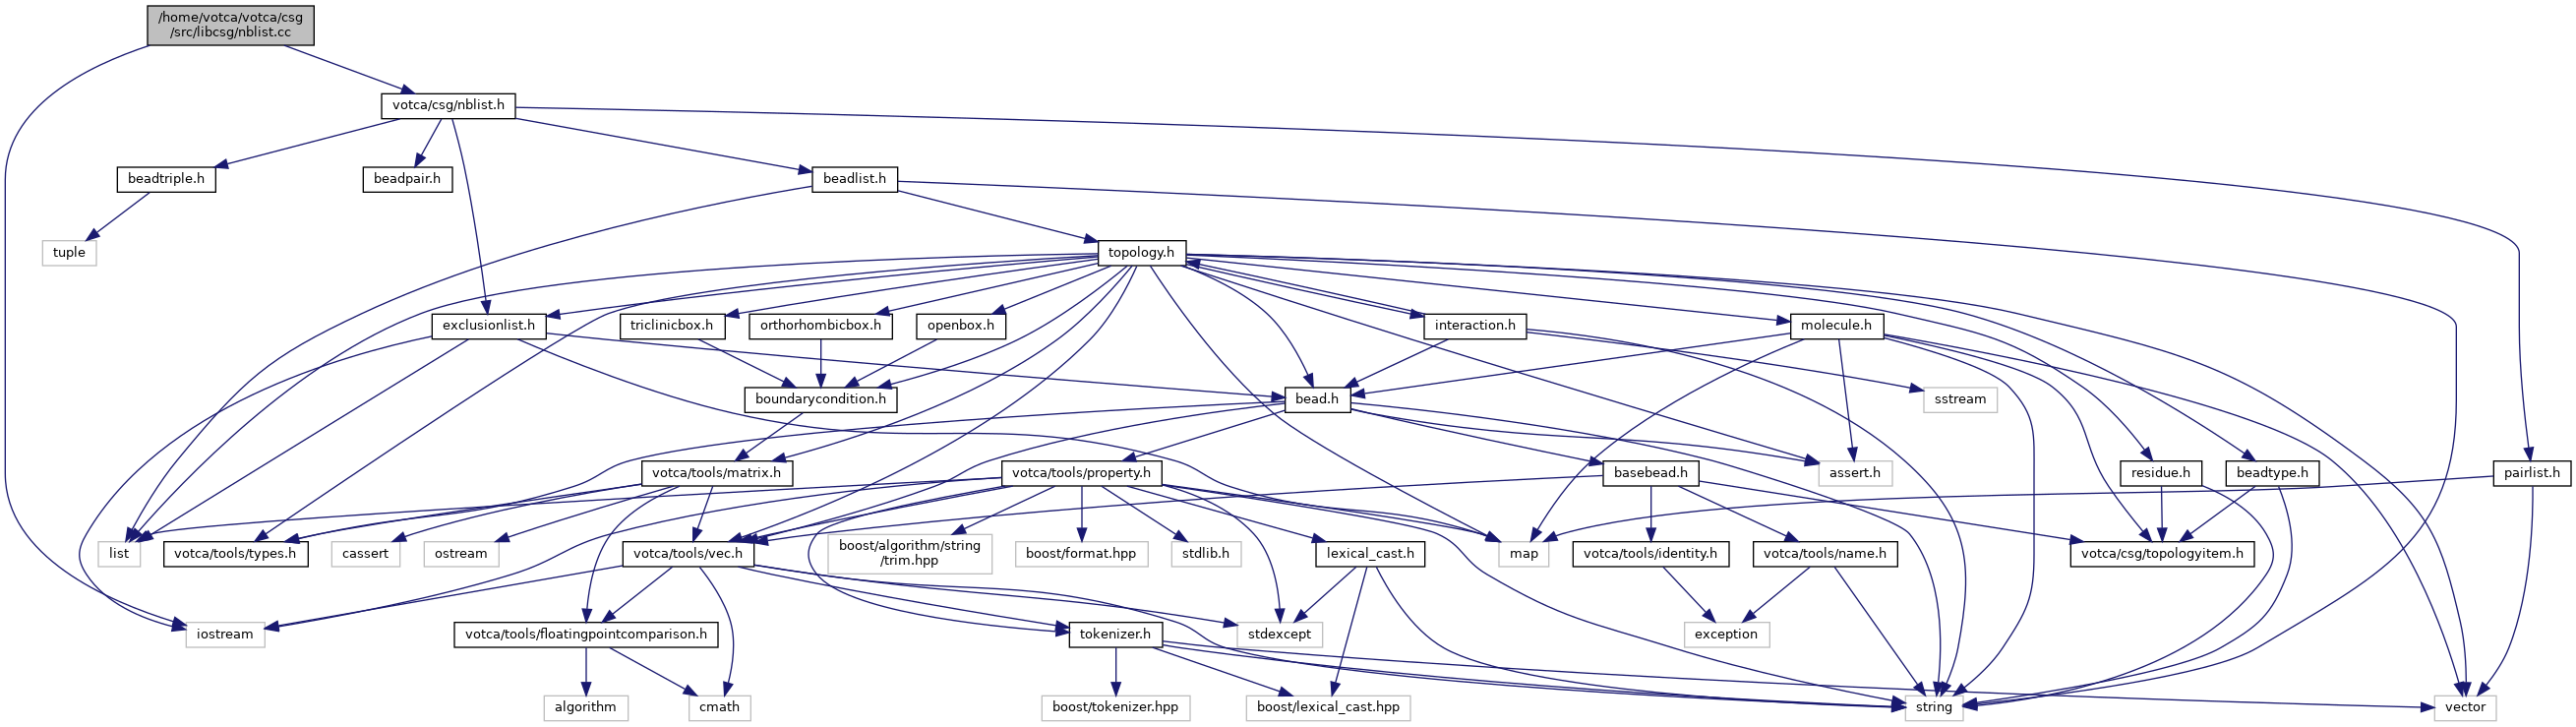 /home/votca/votca/csg
/src/libcsg/nblist.cc
votca/csg/nblist.h
beadtriple.h
beadpair.h
beadlist.h
tuple
topology.h
exclusionlist.h
triclinicbox.h
orthorhombicbox.h
openbox.h
interaction.h
molecule.h
boundarycondition.h
bead.h
sstream
votca/tools/matrix.h
votca/tools/property.h
basebead.h
assert.h
residue.h
beadtype.h
pairlist.h
list
votca/tools/types.h
cassert
ostream
votca/tools/vec.h
boost/algorithm/string
/trim.hpp
boost/format.hpp
stdlib.h
lexical_cast.h
map
votca/tools/identity.h
votca/tools/name.h
votca/csg/topologyitem.h
iostream
votca/tools/floatingpointcomparison.h
tokenizer.h
stdexcept
exception
algorithm
cmath
boost/tokenizer.hpp
boost/lexical_cast.hpp
string
vector